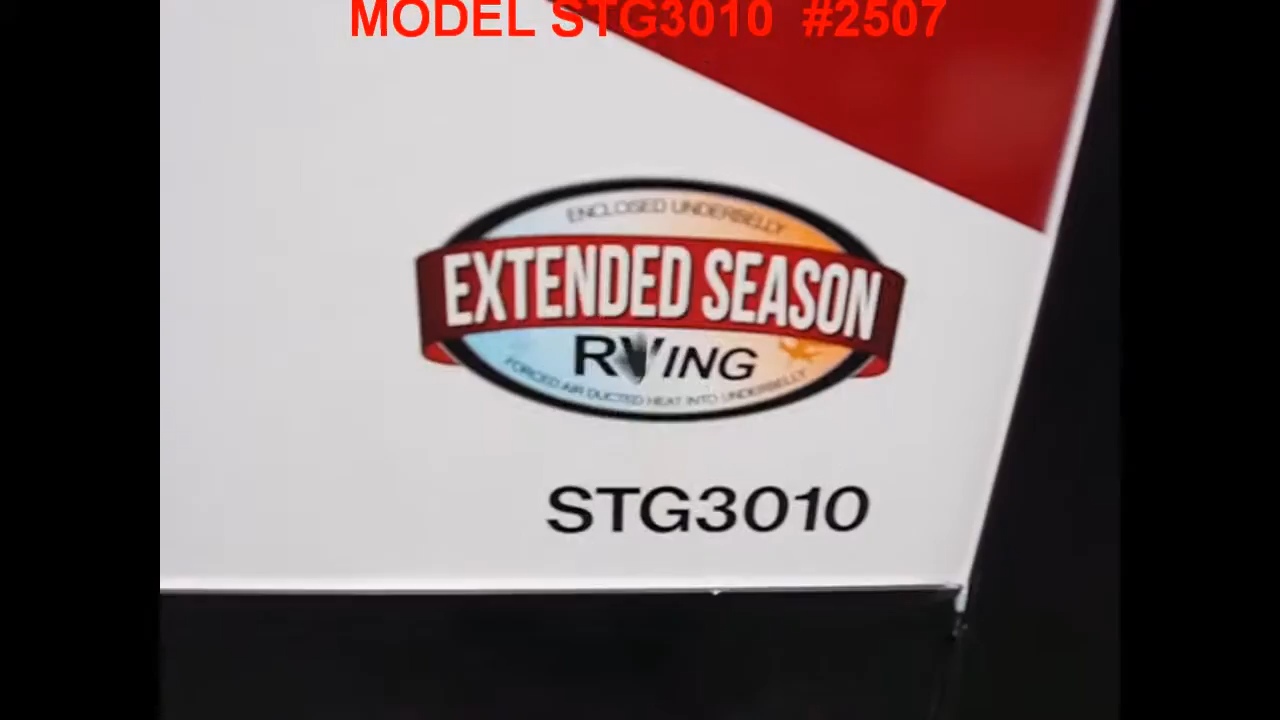 MODEL STG3010 #2507
ENCLOSED UNDERBELLY
EXTENDED SEASON
RVING
FORCED AIR DUCTED HEAT INTO UNDERBELLY
STG3010